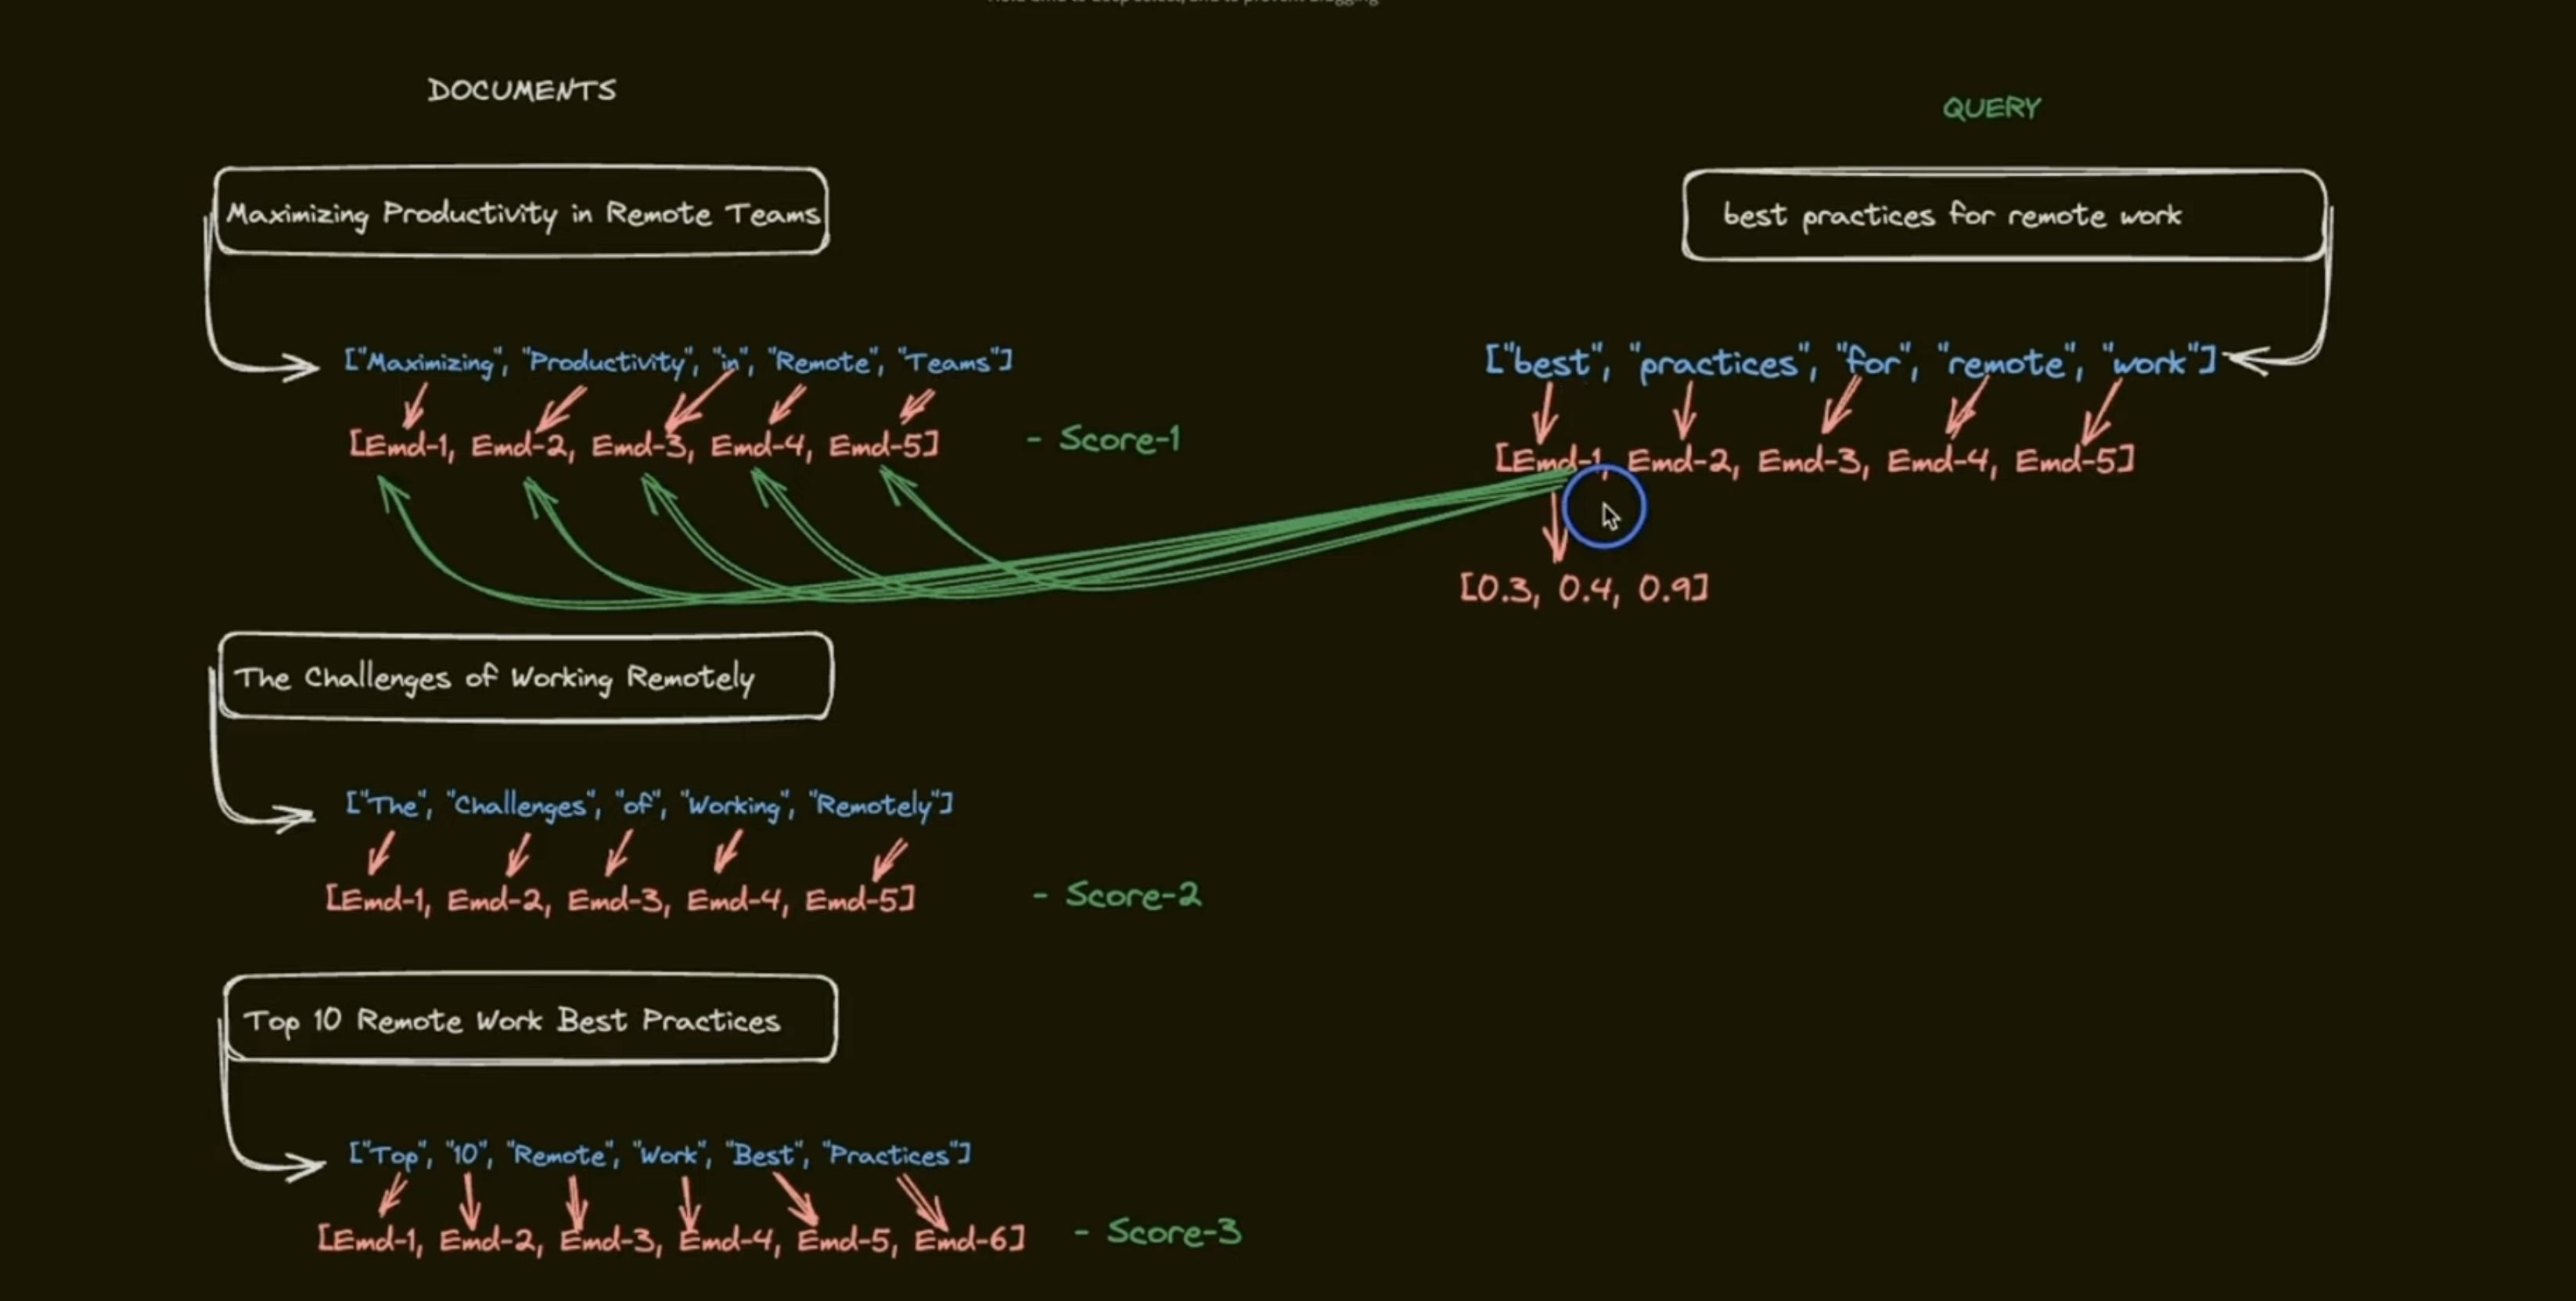 DOCUMENTS
QUERY
Maximizing Productivity in Remote Teams
best practices for remote work
["Maximizing", "Productivity", "in", "Remote", "Teams"]
["best", "practices", "for", "remote", "work"]
[Emd-1, Emd-2, Emd-3, Emd-4, Emd-5]
- Score-1
[Emd-1, Emd-2, Emd-3, Emd-4, Emd-5]
[0.3, 0.4, 0.9]
The Challenges of Working Remotely
["The", "Challenges", "of", "Working", "Remotely"]
[Emd-1, Emd-2, Emd-3, Emd-4, Emd-5]
- Score-2
Top 10 Remote Work Best Practices
["Top", "10", "Remote", "Work", "Best", "Practices"]
[Emd-1, Emd-2, Emd-3, Emd-4, Emd-5, Emd-6]
- Score-3